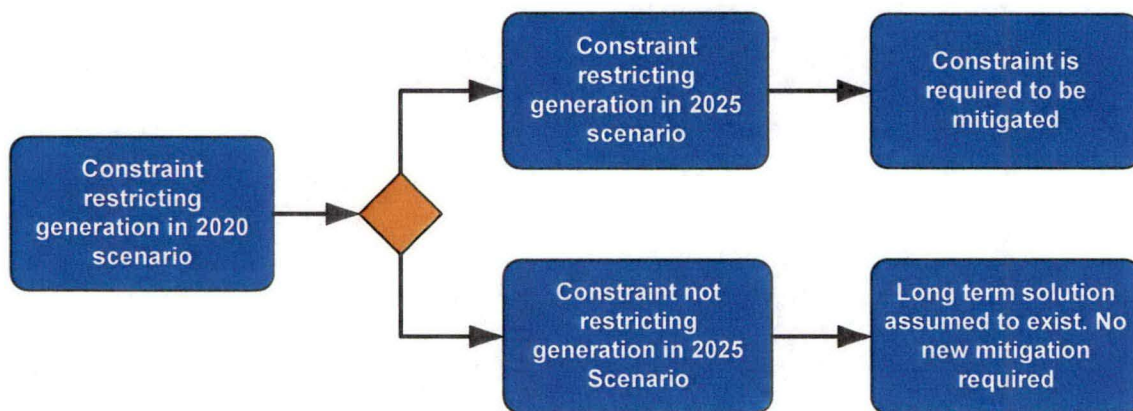 Constraint
restricting
generation in 2020
scenario
Constraint
restricting
generation in 2025
scenario
Constraint is
required to be
mitigated
Constraint not
restricting
generation in 2025
Scenario
Long term solution
assumed to exist. No
new mitigation
required